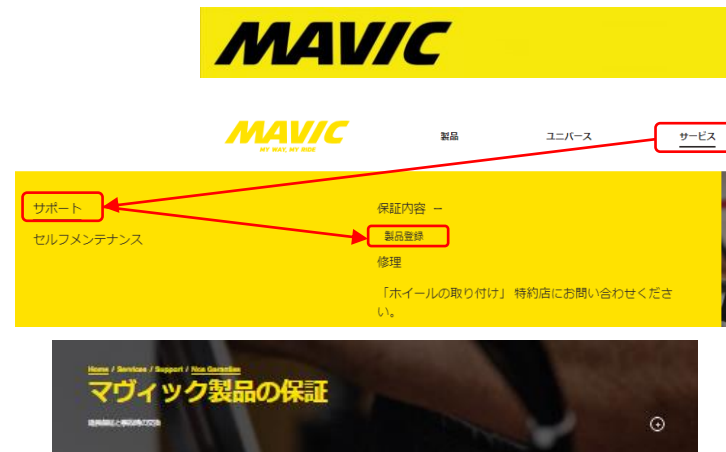 MAVIC
MAVIC
MY WAY, MY RIDE
製品
ユニバース
サービス
サポート
セルフメンテナンス
保証内容 −
製品登録
修理
「ホイールの取り付け」 特約店にお問い合わせくださ
い。
Home / Services / Support / Nos Garanties
マヴィック製品の保証